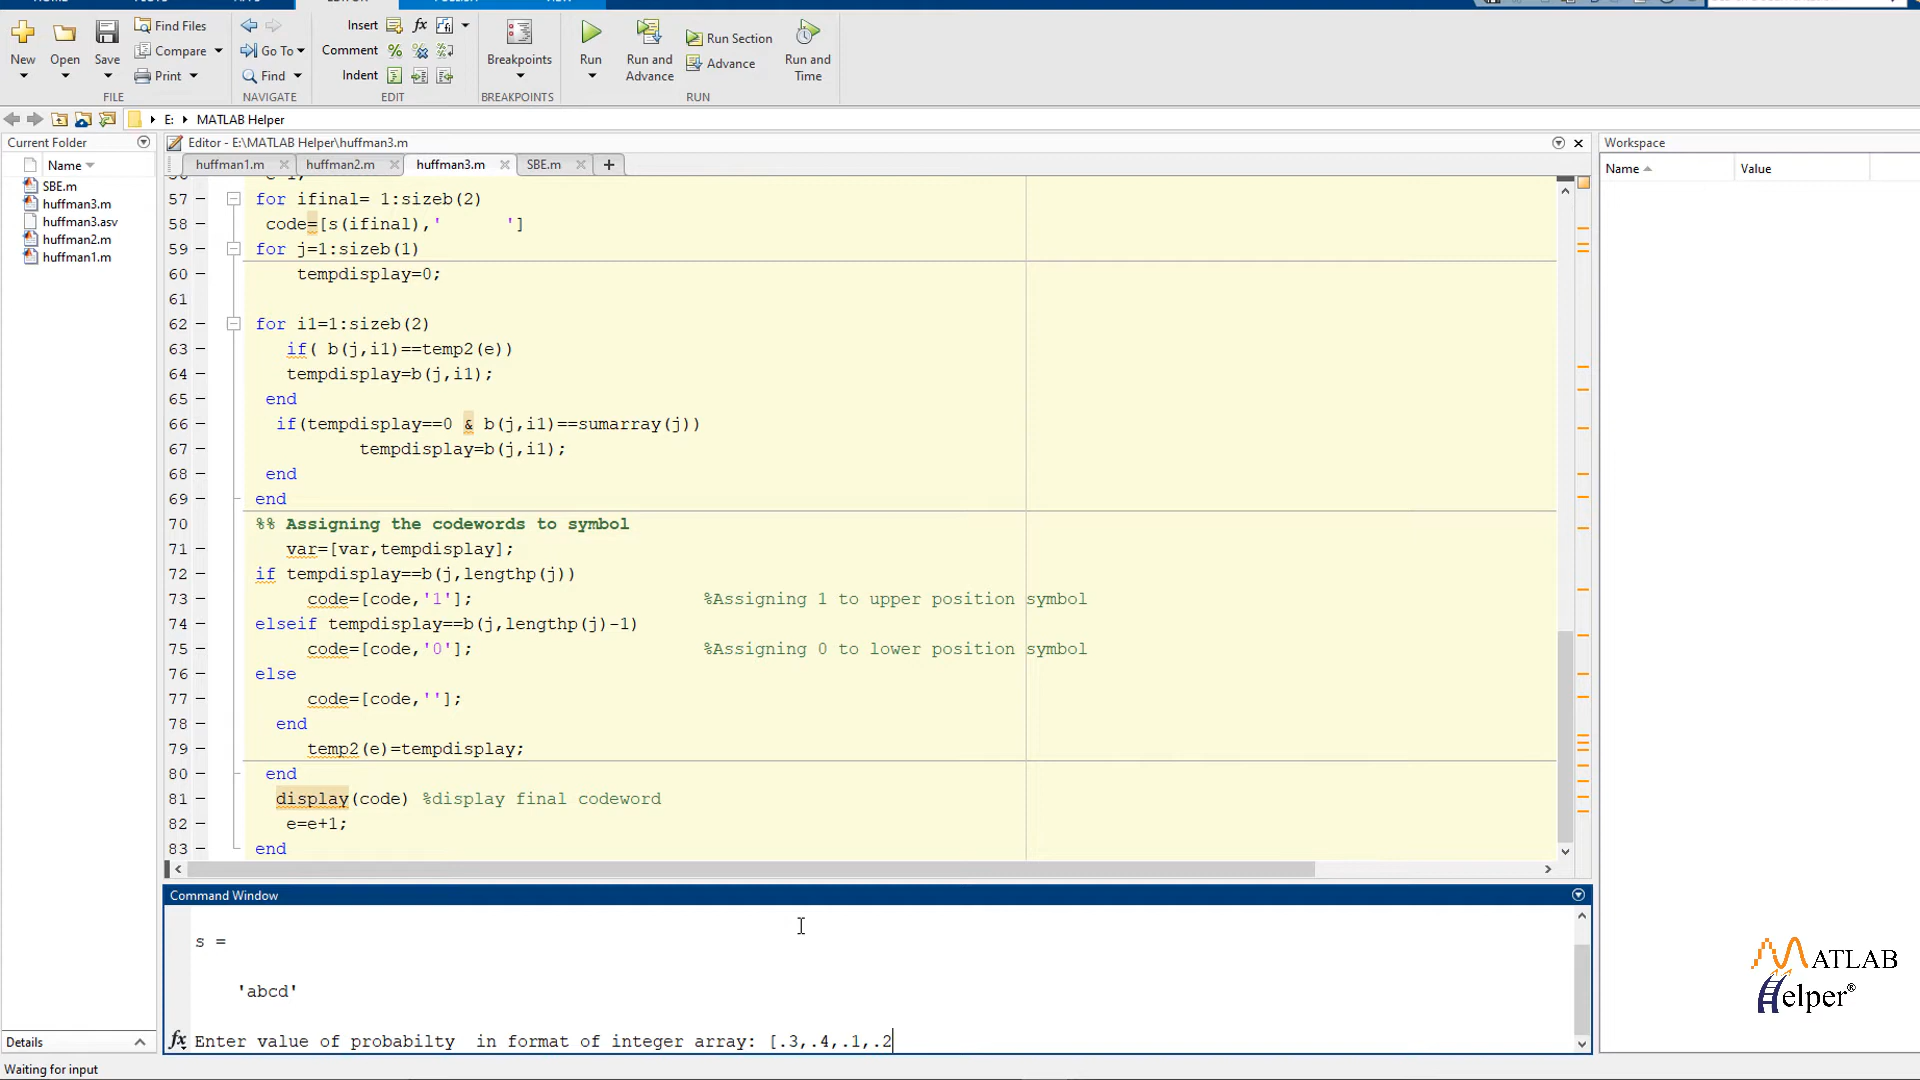 Insert fx
New Open Save Find Files Compare Print
Go To Find
Comment %
Indent
Breakpoints
Run Run and Advance Run Section Advance Run and Time
FILE NAVIGATE EDIT BREAKPOINTS RUN
E: MATLAB Helper
Current Folder
Name
SBE.m
huffman3.m
huffman3.asv
huffman2.m
huffman1.m
Details
Waiting for input
Editor - E:\MATLAB Helper\huffman3.m
huffman1.m huffman2.m huffman3.m SBE.m +
57 for ifinal= 1:sizeb(2)
58 code=[s(ifinal),'       ']
59 for j=1:sizeb(1)
60 tempdisplay=0;
61
62 for i1=1:sizeb(2)
63 if( b(j,i1)==temp2(e))
64 tempdisplay=b(j,i1);
65 end
66 if(tempdisplay==0 & b(j,i1)==sumarray(j))
67 tempdisplay=b(j,i1);
68 end
69 end
70 %% Assigning the codewords to symbol
71 var=[var,tempdisplay];
72 if tempdisplay==b(j,lengthp(j))
73 code=[code,'1']; %Assigning 1 to upper position symbol
74 elseif tempdisplay==b(j,lengthp(j)-1)
75 code=[code,'0']; %Assigning 0 to lower position symbol
76 else
77 code=[code,''];
78 end
79 temp2(e)=tempdisplay;
80 end
81 display(code) %display final codeword
82 e=e+1;
83 end
Command Window
s =
'abcd'
fx Enter value of probabilty  in format of integer array: [.3,.4,.1,.2
Workspace
Name Value
MATLAB
Helper®